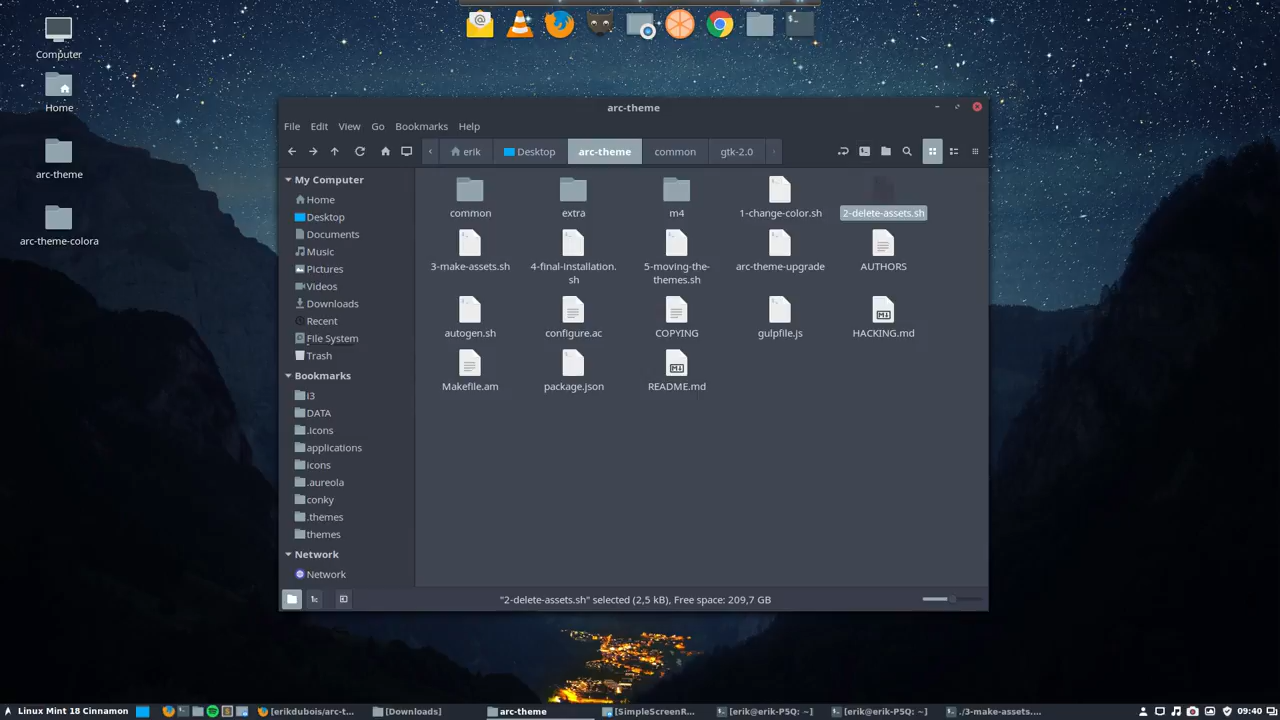 Computer
Home
arc-theme
arc-theme-colora
arc-theme
File Edit View Go Bookmarks Help
erik Desktop arc-theme common gtk-2.0
My Computer
Home
Desktop
Documents
Music
Pictures
Videos
Downloads
Recent
File System
Trash
Bookmarks
I3
DATA
.icons
applications
icons
.aureola
conky
.themes
themes
Network
Network
common extra m4 1-change-color.sh 2-delete-assets.sh
3-make-assets.sh 4-final-installation. 5-moving-the- arc-theme-upgrade AUTHORS
sh themes.sh
autogen.sh configure.ac COPYING gulpfile.js HACKING.md
Makefile.am package.json README.md
"2-delete-assets.sh" selected (2,5 kB), Free space: 209,7 GB
Linux Mint 18 Cinnamon [erikdubois/arc-t... [Downloads] arc-theme [SimpleScreenR... [erik@erik-P5Q: ~] [erik@erik-P5Q: ~] ./3-make-assets.... 09:40